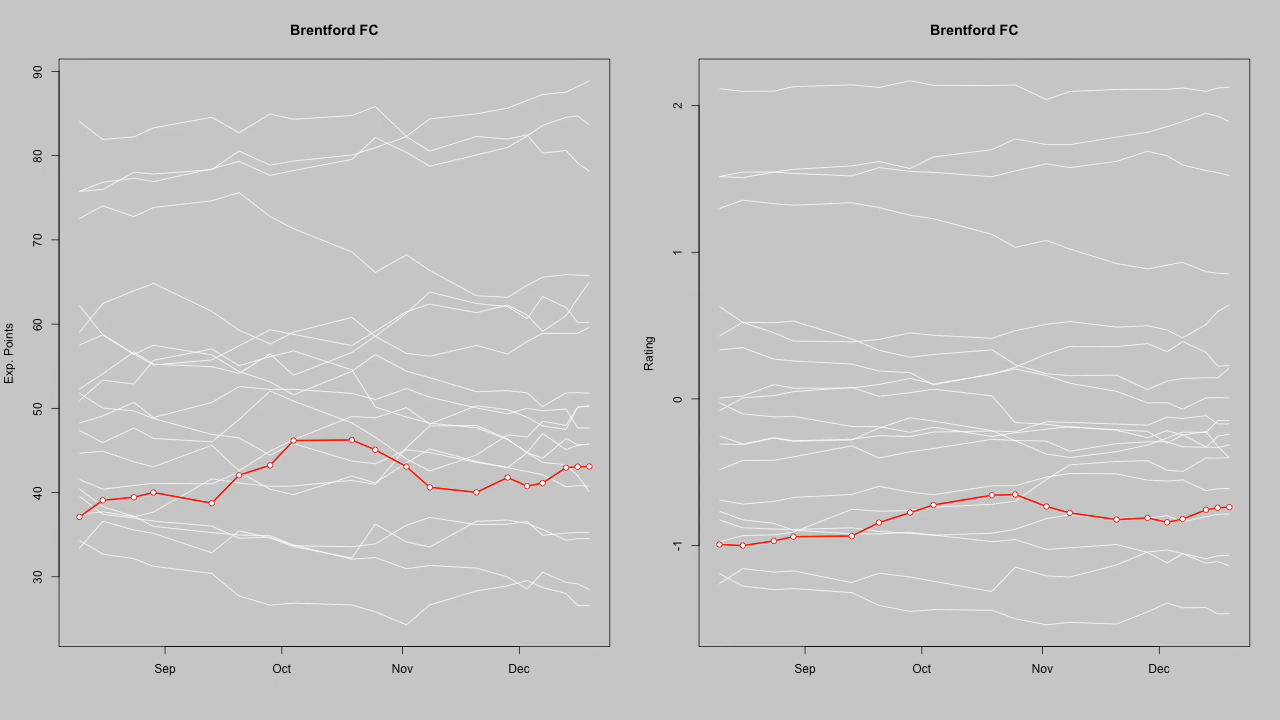 Brentford FC
Exp. Points
90
80
70
60
50
40
30
Sep
Oct
Nov
Dec
Brentford FC
Rating
2
1
0
-1
Sep
Oct
Nov
Dec